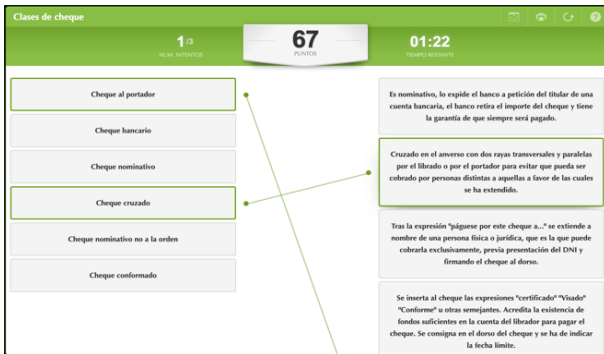 Clases de cheque
1/3
NUM. INTENTOS
67
PUNTOS
01:22
TIEMPO RESTANTE
Cheque al portador
Cheque bancario
Cheque nominativo
Cheque cruzado
Cheque nominativo no a la orden
Cheque conformado
Es nominativo, lo expide el banco a petición del titular de una
cuenta bancaria, el banco retira el importe del cheque y tiene
la garantía de que siempre será pagado.
Cruzado en el anverso con dos rayas transversales y paralelas
por el librado o por el portador para evitar que pueda ser
cobrado por personas distintas a aquellas a favor de las cuales
se ha extendido.
Tras la expresión "páguese por este cheque a..." se extiende a
nombre de una persona física o jurídica, que es la que puede
cobrarla exclusivamente, previa presentación del DNI y
firmando el cheque al dorso.
Se inserta al cheque las expresiones "certificado" "Visado"
"Conforme" u otras semejantes. Acredita la existencia de
fondos suficientes en la cuenta del librador para pagar el
cheque. Se consigna en el dorso del cheque y se ha de indicar
la fecha límite.